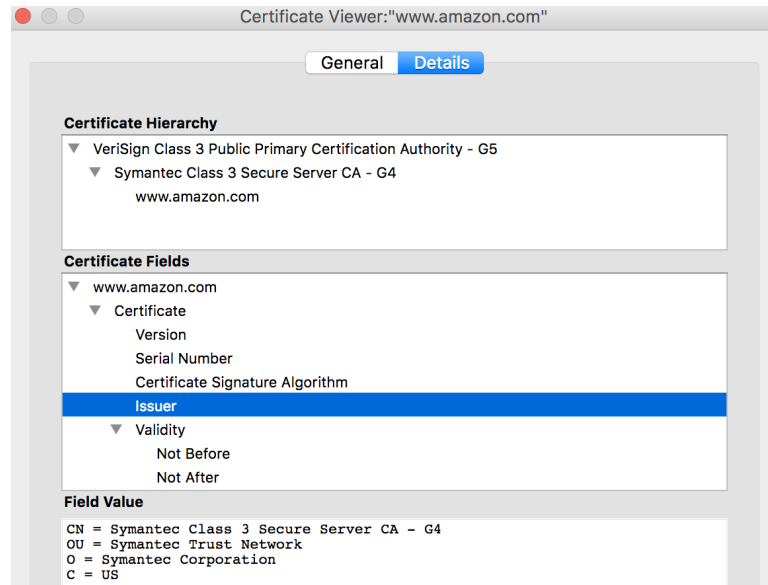 Certificate Viewer:"www.amazon.com"
General Details
Certificate Hierarchy
VeriSign Class 3 Public Primary Certification Authority - G5
Symantec Class 3 Secure Server CA - G4
www.amazon.com
Certificate Fields
www.amazon.com
Certificate
Version
Serial Number
Certificate Signature Algorithm
Issuer
Validity
Not Before
Not After
Field Value
CN = Symantec Class 3 Secure Server CA - G4
OU = Symantec Trust Network
O = Symantec Corporation
C = US